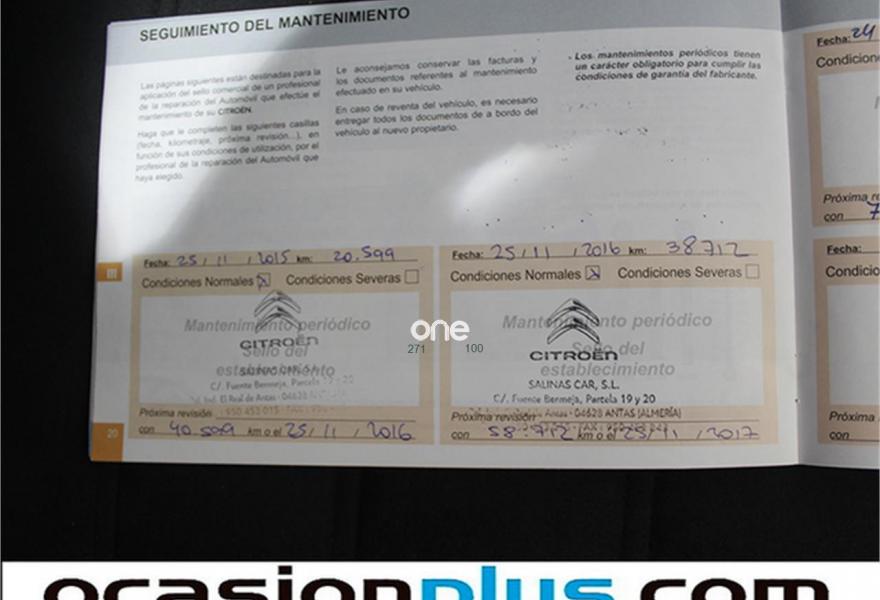 SEGUIMIENTO DEL MANTENIMIENTO
Las páginas siguientes están destinadas para la
aplicación del sello comercial de un profesional
de la reparación del Automóvil que efectúe el
mantenimiento de su CITROËN.
Haga que le completen las siguientes casillas
(fecha, kilometraje, próxima revisión...), en
función de sus condiciones de utilización, por el
profesional de la reparación del Automóvil que
haya elegido.
Le aconsejamos conservar las facturas y
los documentos referentes al mantenimiento
efectuado en su vehículo.
En caso de reventa del vehículo, es necesario
entregar todos los documentos de a bordo del
vehículo al nuevo propietario.
- Los mantenimientos periódicos tienen
un carácter obligatorio para cumplir las
condiciones de garantía del fabricante.
Fecha: 25/11/2015 km: 20.599
Condiciones Normales Condiciones Severas
Mantenimiento periódico
CITROËN
Sello del
establecimiento
C/. Fuente Bermeja, Parcela 19 y 20
Próxima revisión
con 40.599 km o el 25/11/2016
Fecha: 25/11/2016 km: 38712
Condiciones Normales Condiciones Severas
Mantenimiento periódico
CITROËN
Sello del
establecimiento
SALINAS CAR, S.L.
C/. Fuente Bermeja, Parcela 19 y 20
04628 ANTAS (ALMERÍA)
Próxima revisión
con 58.712 km o el 25/11/2017
Fecha: 24
Condicion
Próxima re
con 7
Fecha:
Condicio
Próxima
con
III
20
one
271 100
ocasionplus.com